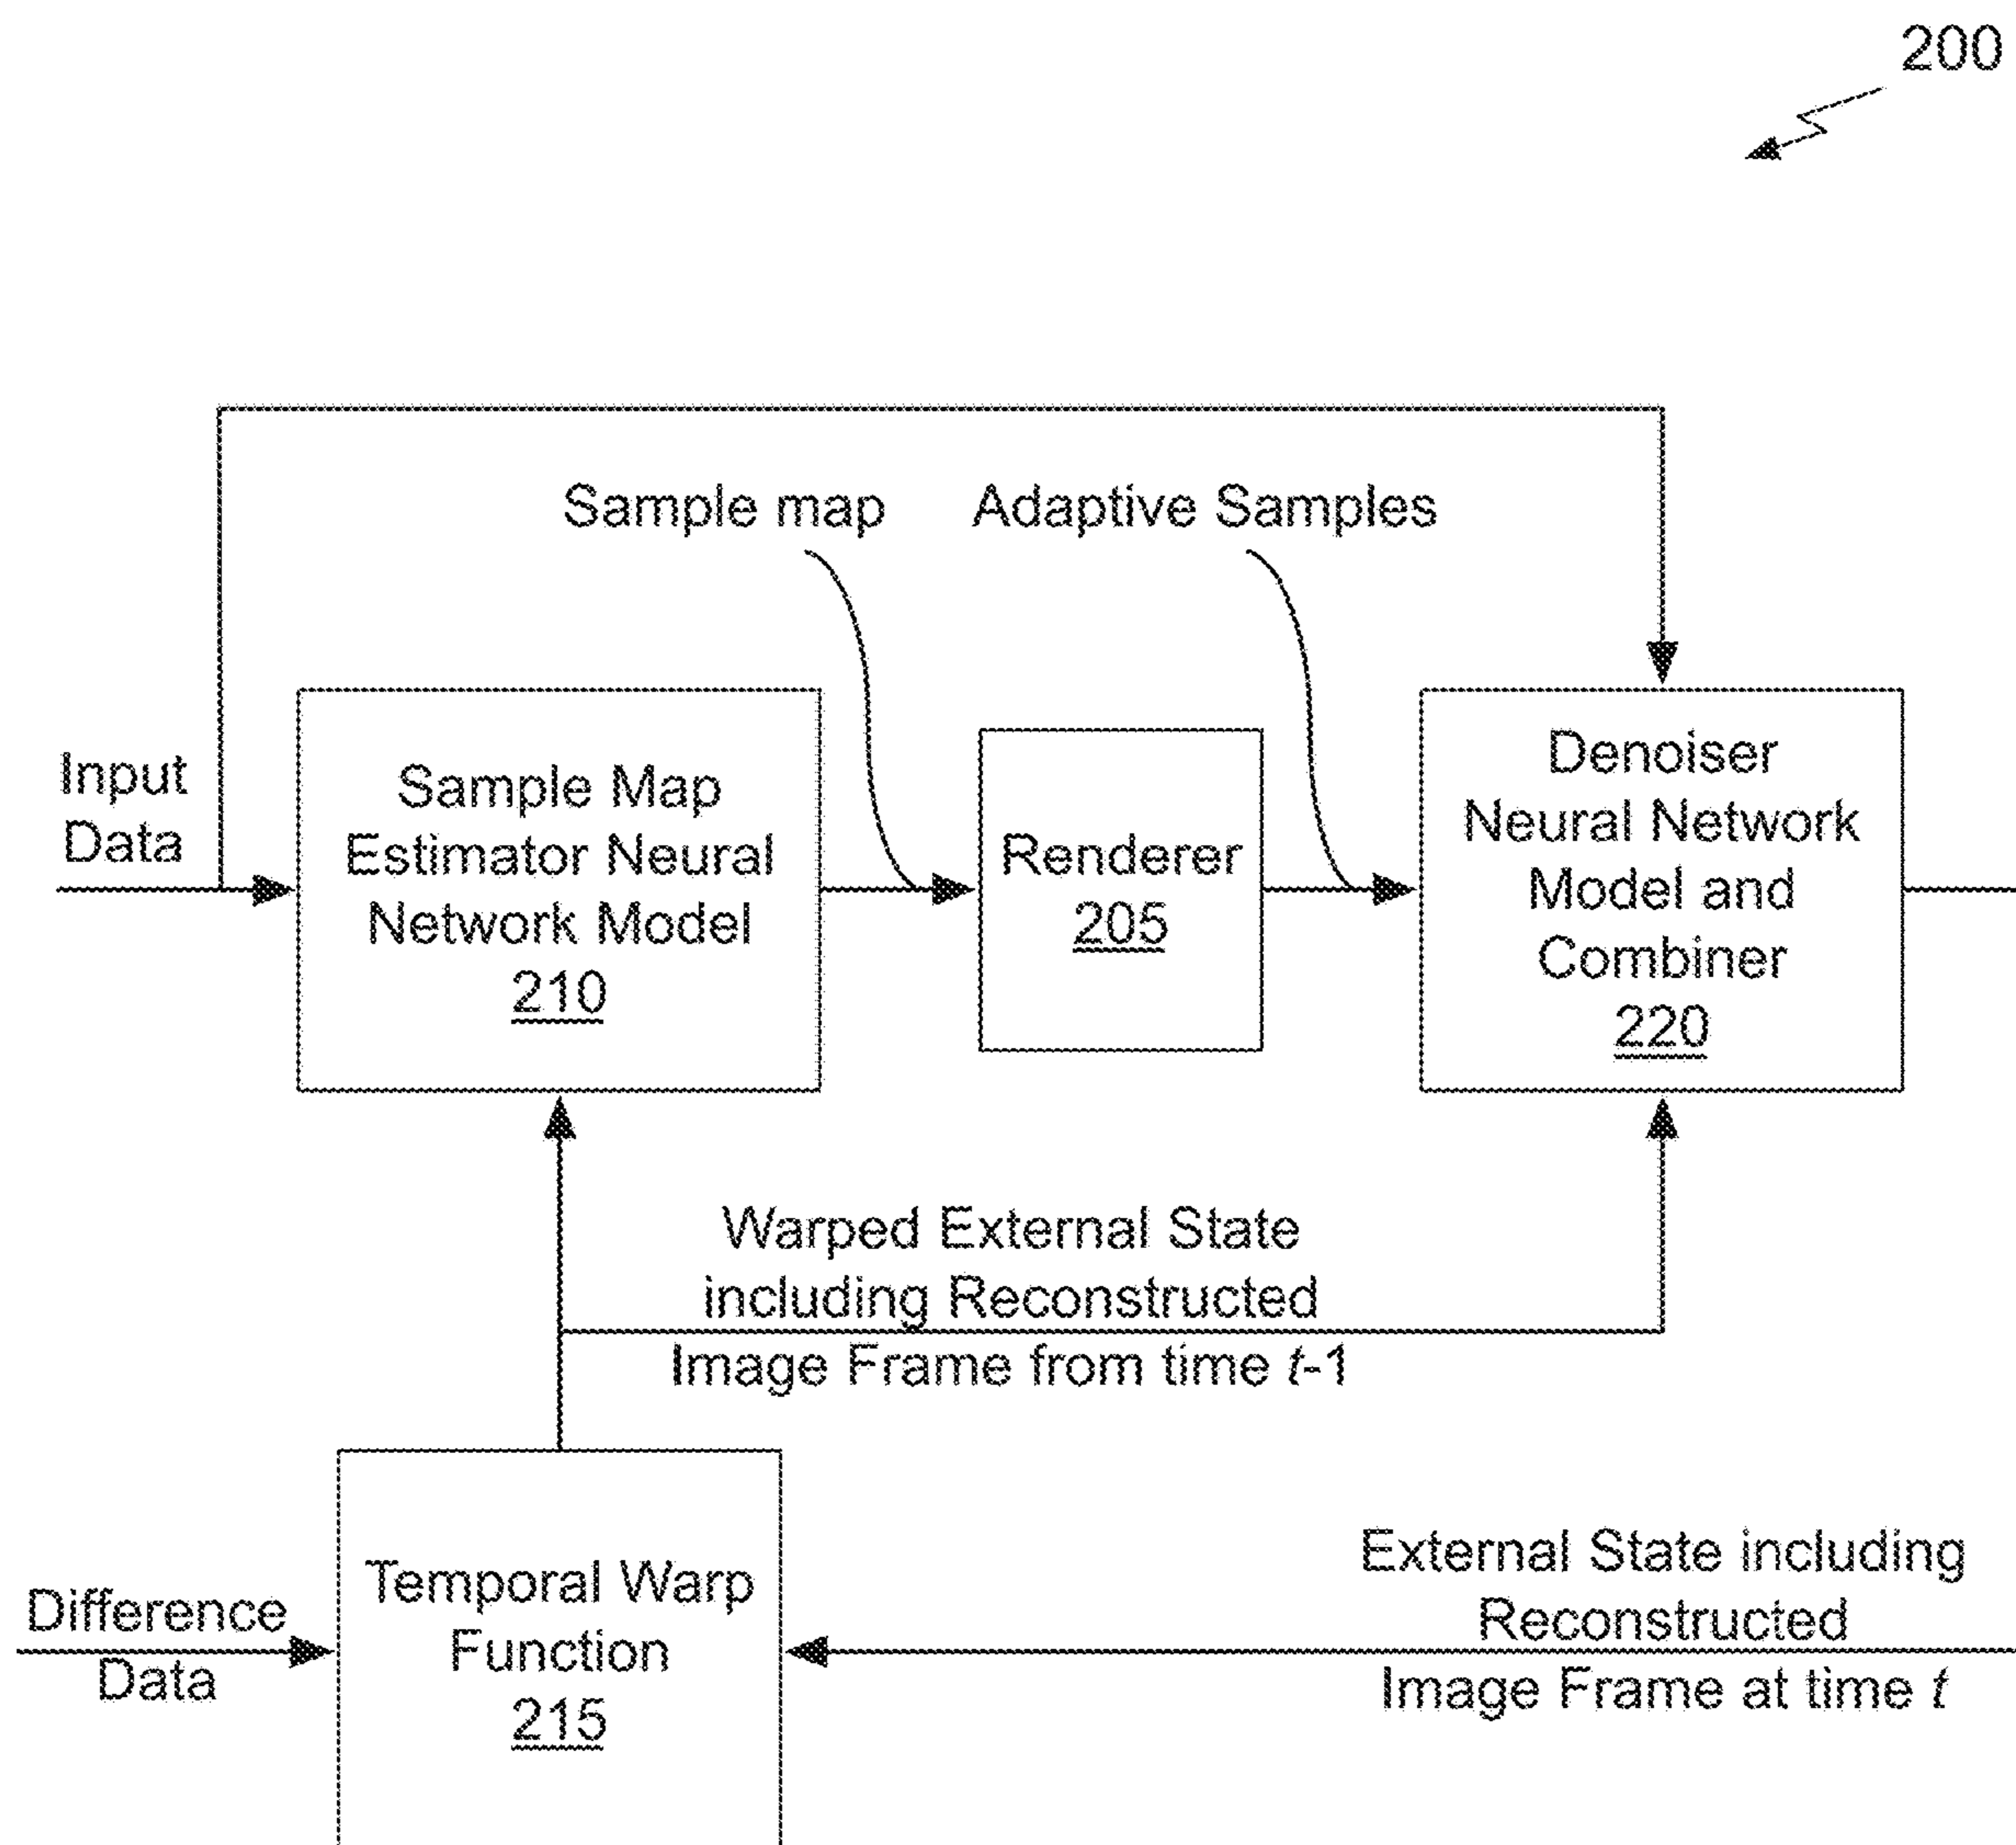 200
Sample map
Adaptive Samples
Input
Data
Sample Map
Estimator Neural
Network Model
210
Renderer
205
Denoiser
Neural Network
Model and
Combiner
220
Warped External State
including Reconstructed
Image Frame from time t-1
Difference
Data
Temporal Warp
Function
215
External State including
Reconstructed
Image Frame at time t